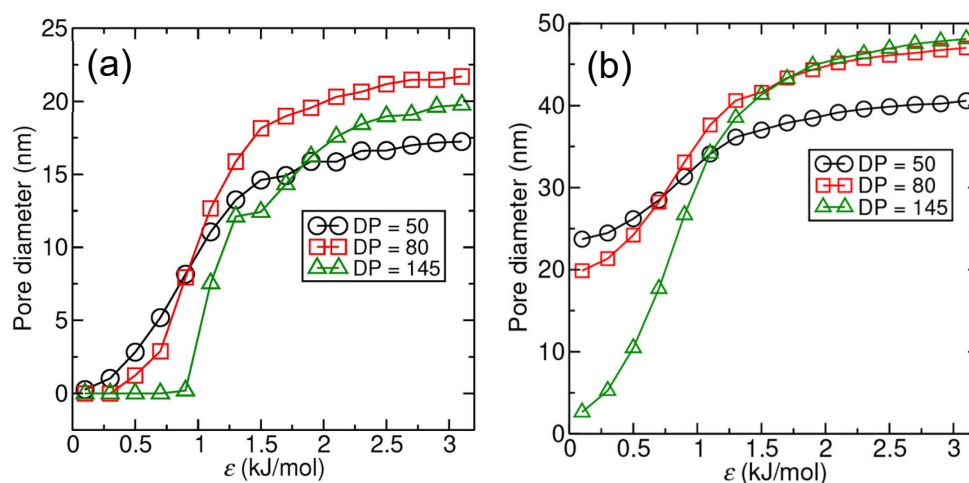 (a)
Pore diameter (nm)
25
20
15
10
5
0
DP = 50
DP = 80
DP = 145
0 0.5 1 1.5 2 2.5 3
ε (kJ/mol)
(b)
Pore diameter (nm)
50
40
30
20
10
0
DP = 50
DP = 80
DP = 145
0 0.5 1 1.5 2 2.5 3
ε (kJ/mol)